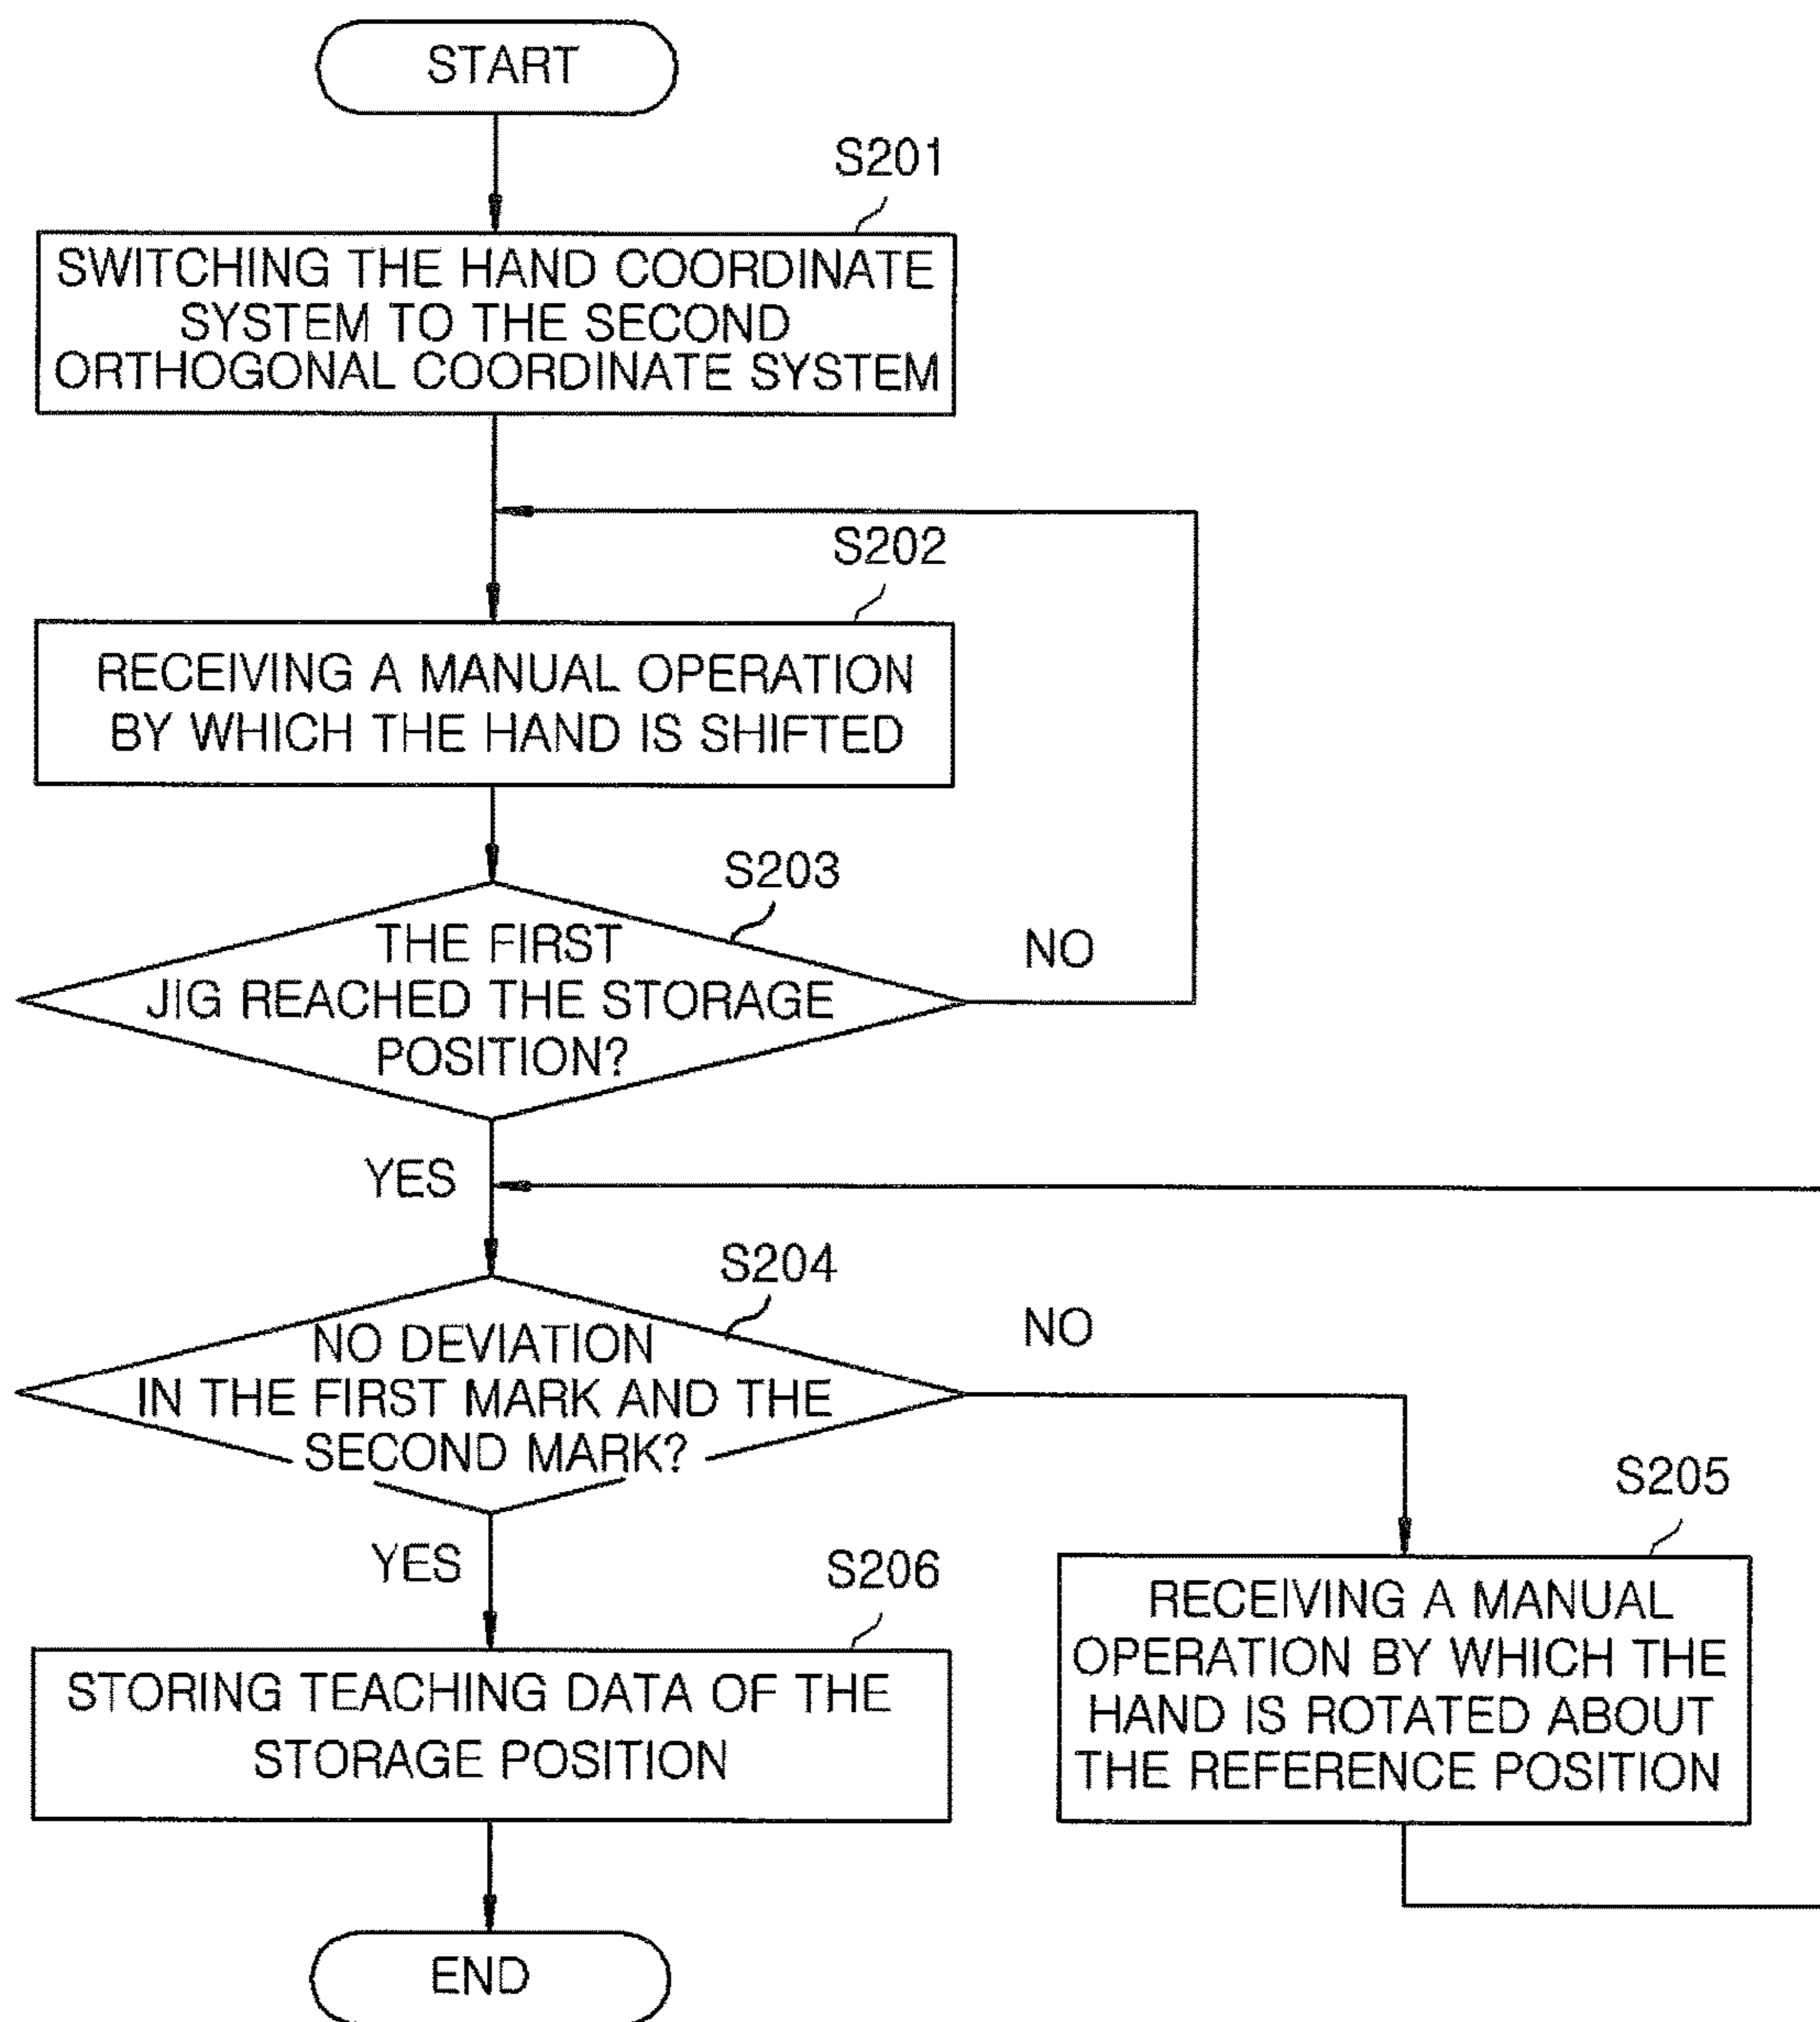 START
S201
SWITCHING THE HAND COORDINATE
SYSTEM TO THE SECOND
ORTHOGONAL COORDINATE SYSTEM
S202
RECEIVING A MANUAL OPERATION
BY WHICH THE HAND IS SHIFTED
S203
THE FIRST
JIG REACHED THE STORAGE
POSITION?
NO
YES
S204
NO DEVIATION
IN THE FIRST MARK AND THE
SECOND MARK?
NO
YES
S205
RECEIVING A MANUAL
OPERATION BY WHICH THE
HAND IS ROTATED ABOUT
THE REFERENCE POSITION
S206
STORING TEACHING DATA OF THE
STORAGE POSITION
END